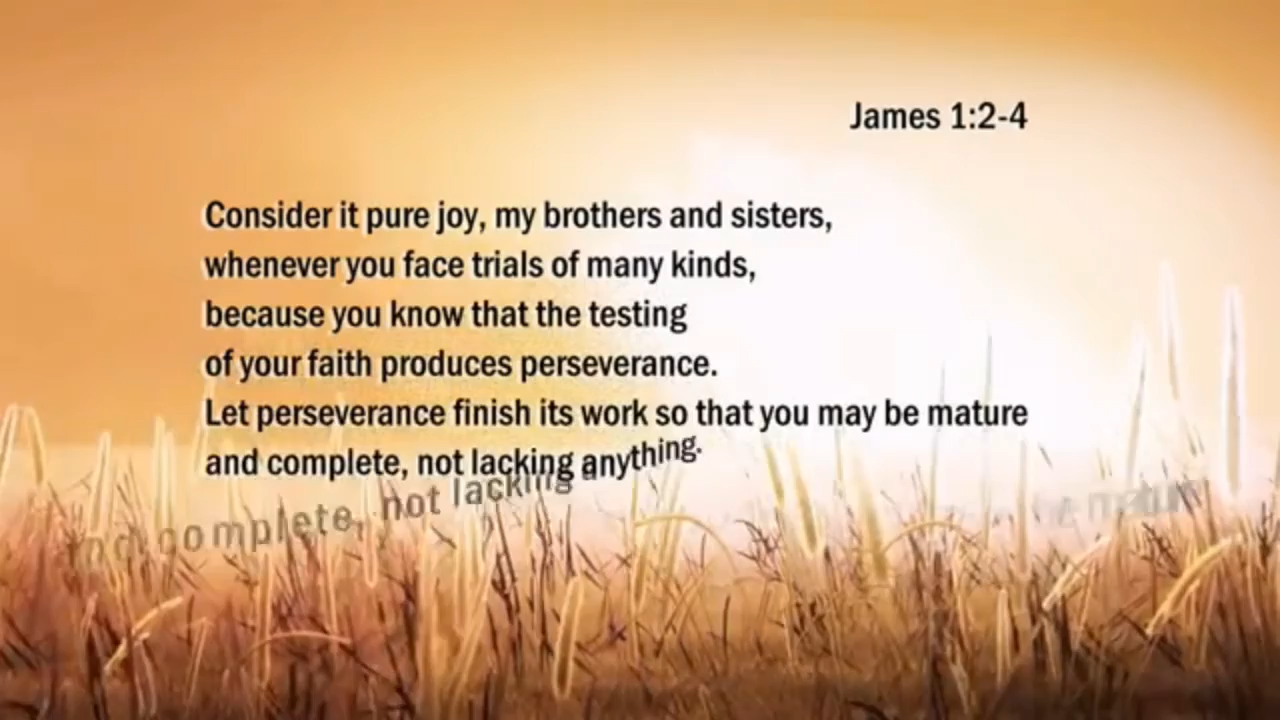 James 1:2-4
Consider it pure joy, my brothers and sisters,
whenever you face trials of many kinds,
because you know that the testing
of your faith produces perseverance.
Let perseverance finish its work so that you may be mature
and complete, not lacking anything.
complete, not lacking